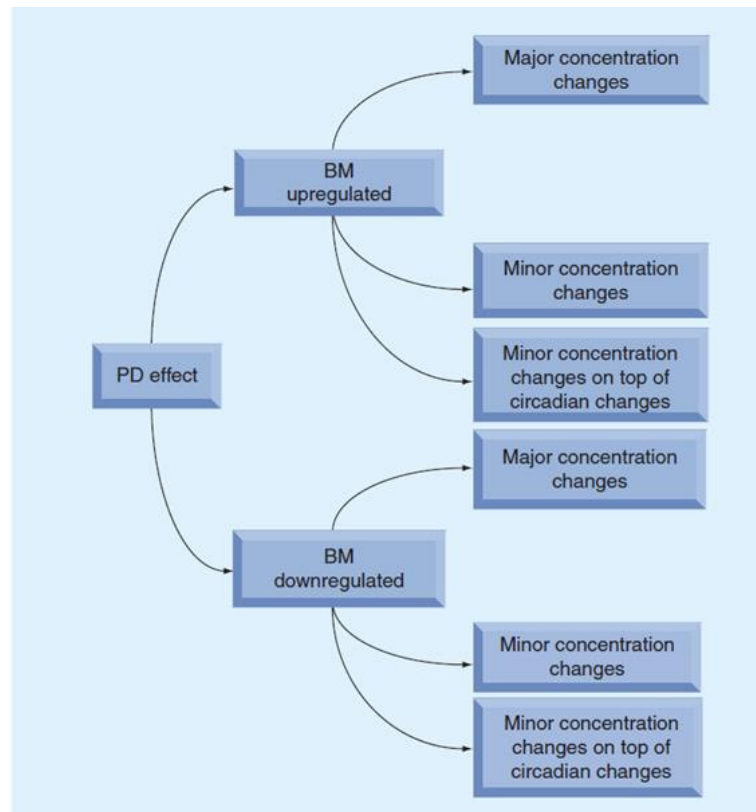 Major concentration
changes
BM
upregulated
Minor concentration
changes
Minor concentration
changes on top of
circadian changes
PD effect
Major concentration
changes
BM
downregulated
Minor concentration
changes
Minor concentration
changes on top of
circadian changes